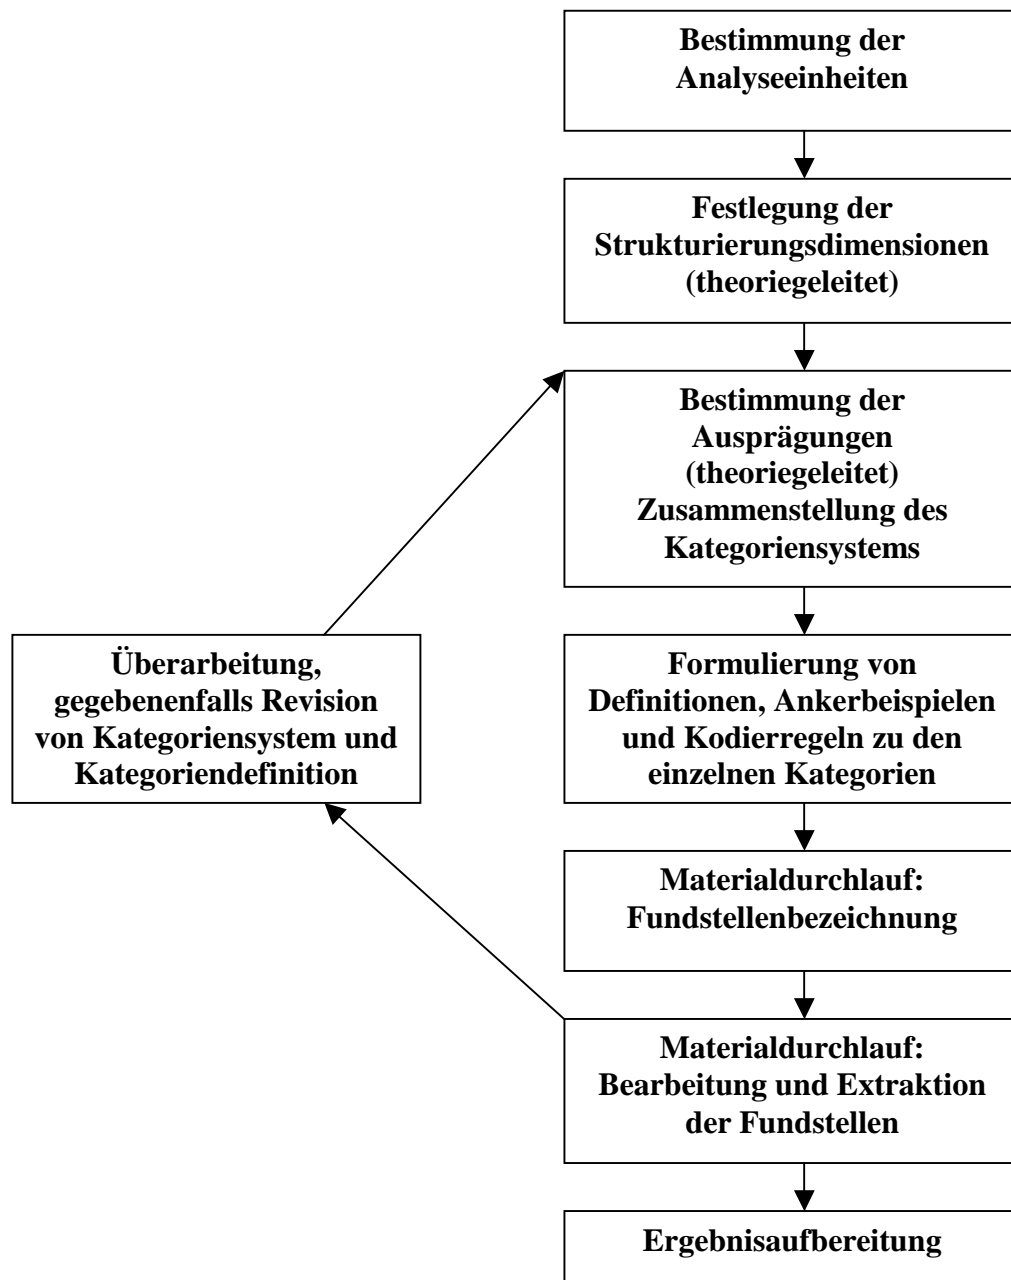 Bestimmung der
Analyseeinheiten
Festlegung der
Strukturierungsdimensionen
(theoriegeleitet)
Bestimmung der
Ausprägungen
(theoriegeleitet)
Zusammenstellung des
Kategoriensystems
Überarbeitung,
gegebenenfalls Revision
von Kategoriensystem und
Kategoriendefinition
Formulierung von
Definitionen, Ankerbeispielen
und Kodierregeln zu den
einzelnen Kategorien
Materialdurchlauf:
Fundstellenbezeichnung
Materialdurchlauf:
Bearbeitung und Extraktion
der Fundstellen
Ergebnisaufbereitung